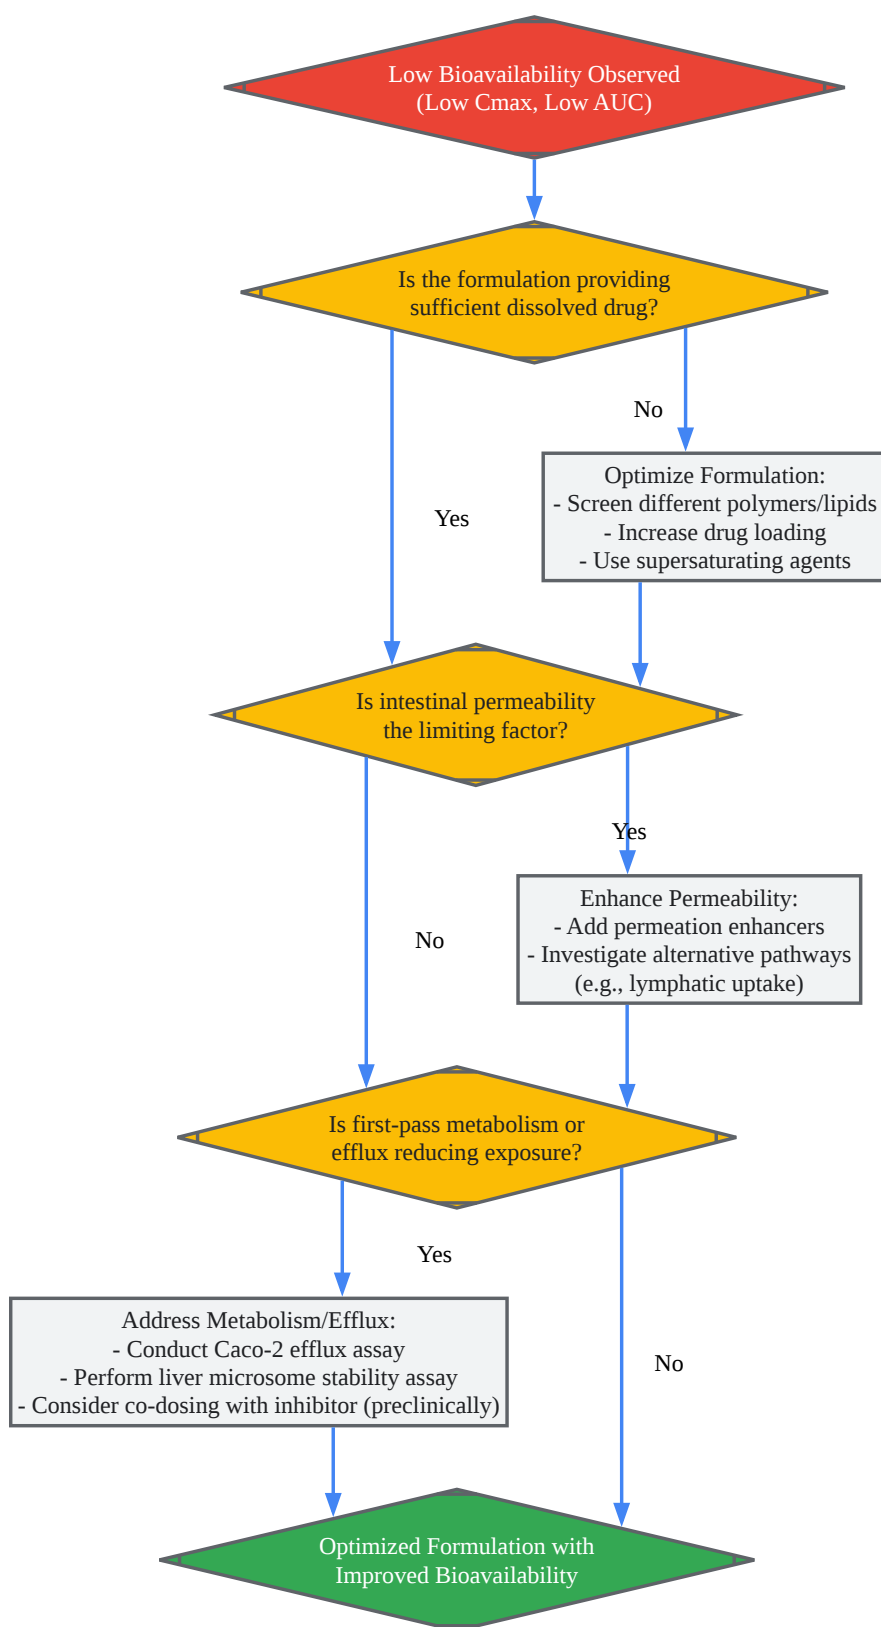 Low Bioavailability Observed
(Low Cmax, Low AUC)
Is the formulation providing
sufficient dissolved drug?
No
Optimize Formulation:
- Screen different polymers/lipids
- Increase drug loading
- Use supersaturating agents
Yes
Is intestinal permeability
the limiting factor?
Yes
Enhance Permeability:
- Add permeation enhancers
- Investigate alternative pathways
(e.g., lymphatic uptake)
No
Is first-pass metabolism or
efflux reducing exposure?
Yes
Address Metabolism/Efflux:
- Conduct Caco-2 efflux assay
- Perform liver microsome stability assay
- Consider co-dosing with inhibitor (preclinically)
No
Optimized Formulation with
Improved Bioavailability